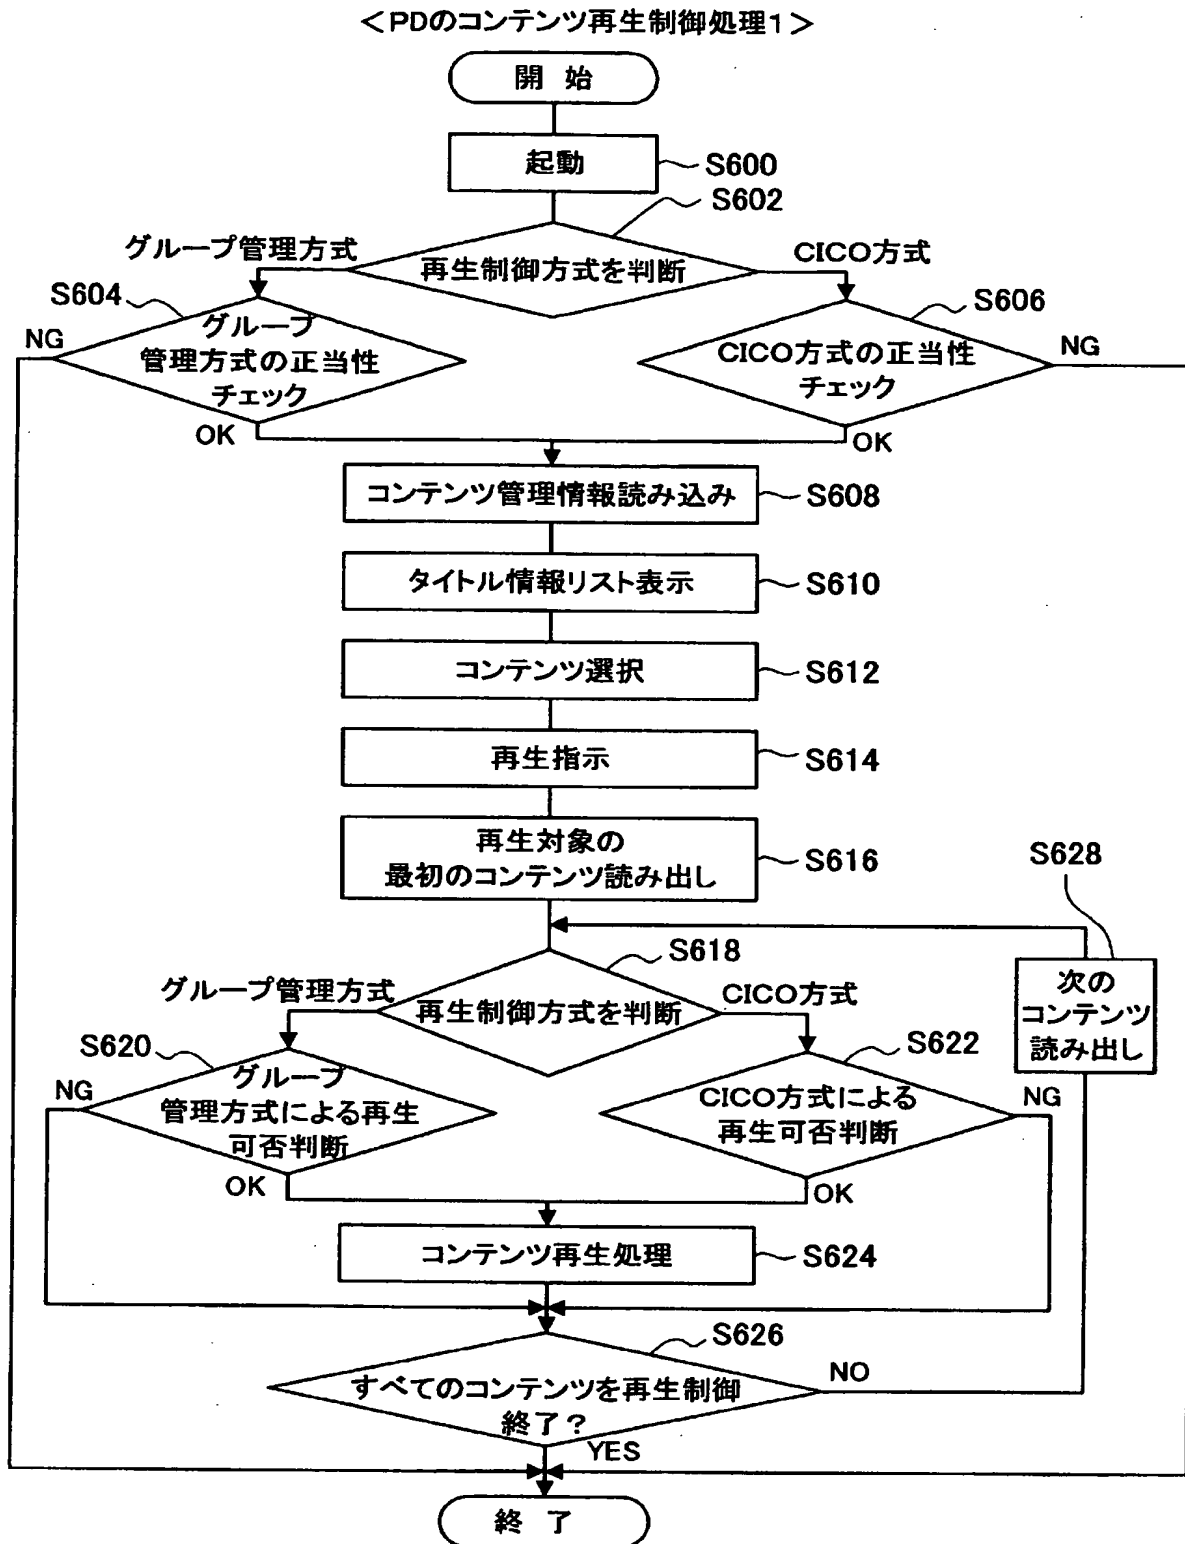 ＜PDのコンテンツ再生制御処理1＞
開 始
起動
S600
S602
グループ管理方式
再生制御方式を判断
CICO方式
S604
S606
NG
グループ
管理方式の正当性
チェック
CICO方式の正当性
チェック
NG
OK
OK
コンテンツ管理情報読み込み
S608
タイトル情報リスト表示
S610
コンテンツ選択
S612
再生指示
S614
再生対象の
最初のコンテンツ読み出し
S616
S628
次の
コンテンツ
読み出し
S618
グループ管理方式
再生制御方式を判断
CICO方式
S620
S622
NG
グループ
管理方式による再生
可否判断
CICO方式による
再生可否判断
NG
OK
OK
コンテンツ再生処理
S624
S626
すべてのコンテンツを再生制御
終了？
NO
YES
終 了